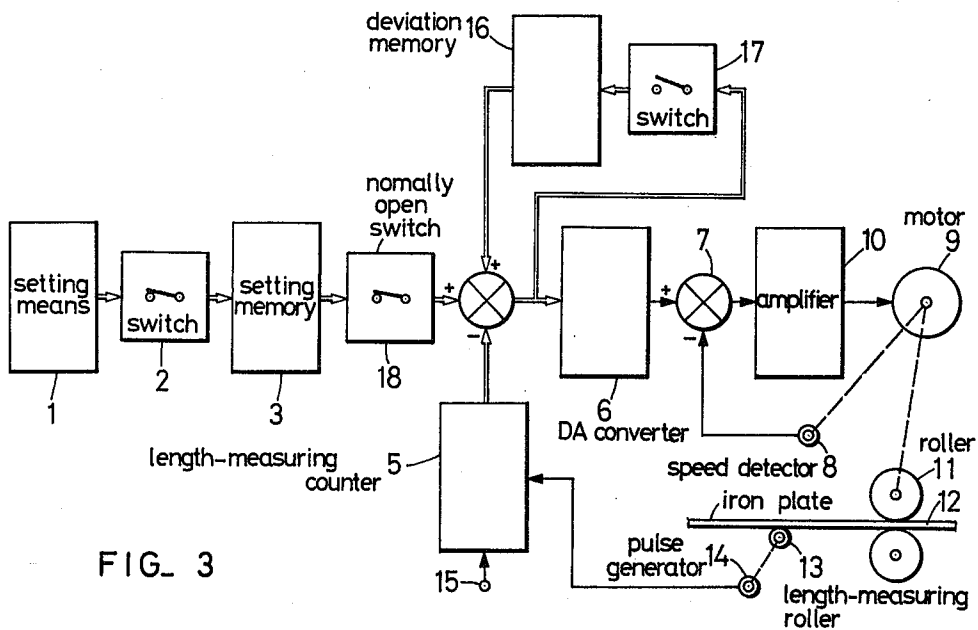 deviation
memory
16
17
switch
nomally
open
switch
motor
9
10
7
setting
means
switch
setting
memory
+
+
-
+
-
amplifier
1
2
3
18
6
DA converter
length-measuring
counter
5
speed detector 8
roller
11
iron plate
12
pulse
generator
14
13
length-measuring
roller
15
FIG_ 3